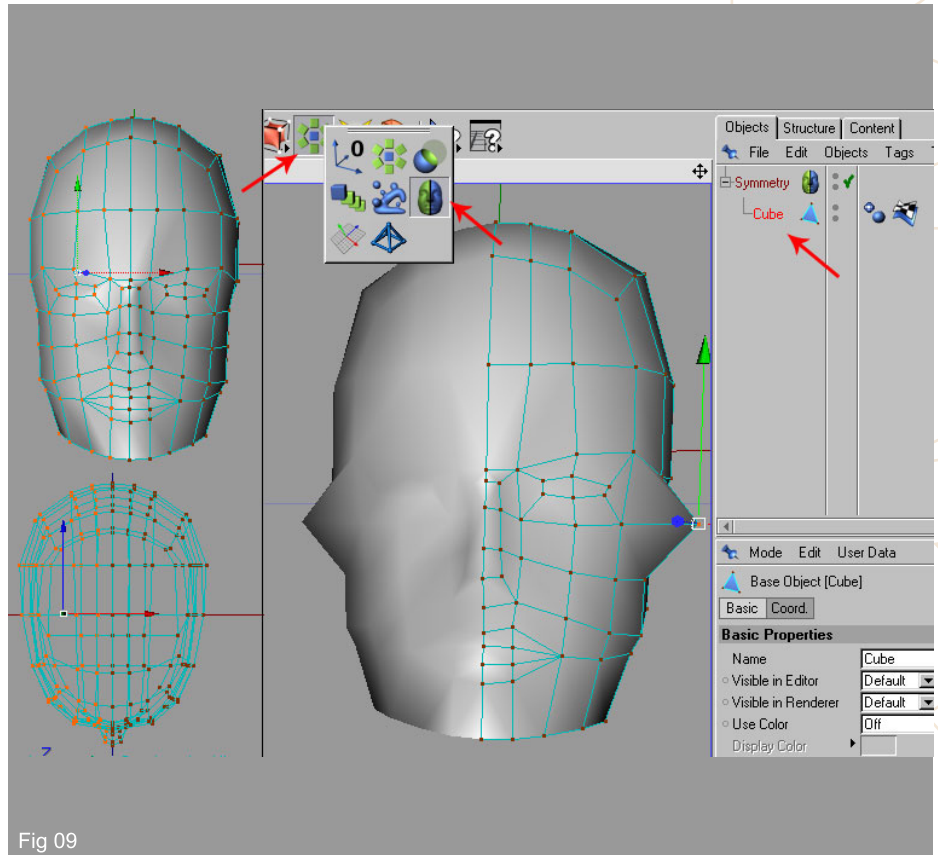 0
Objects Structure Content
File Edit Objects Tags
Symmetry
Cube
Mode Edit User Data
Base Object [Cube]
Basic Coord.
Basic Properties
Name Cube
Visible in Editor Default
Visible in Renderer Default
Use Color Off
Display Color
Z
Fig 09